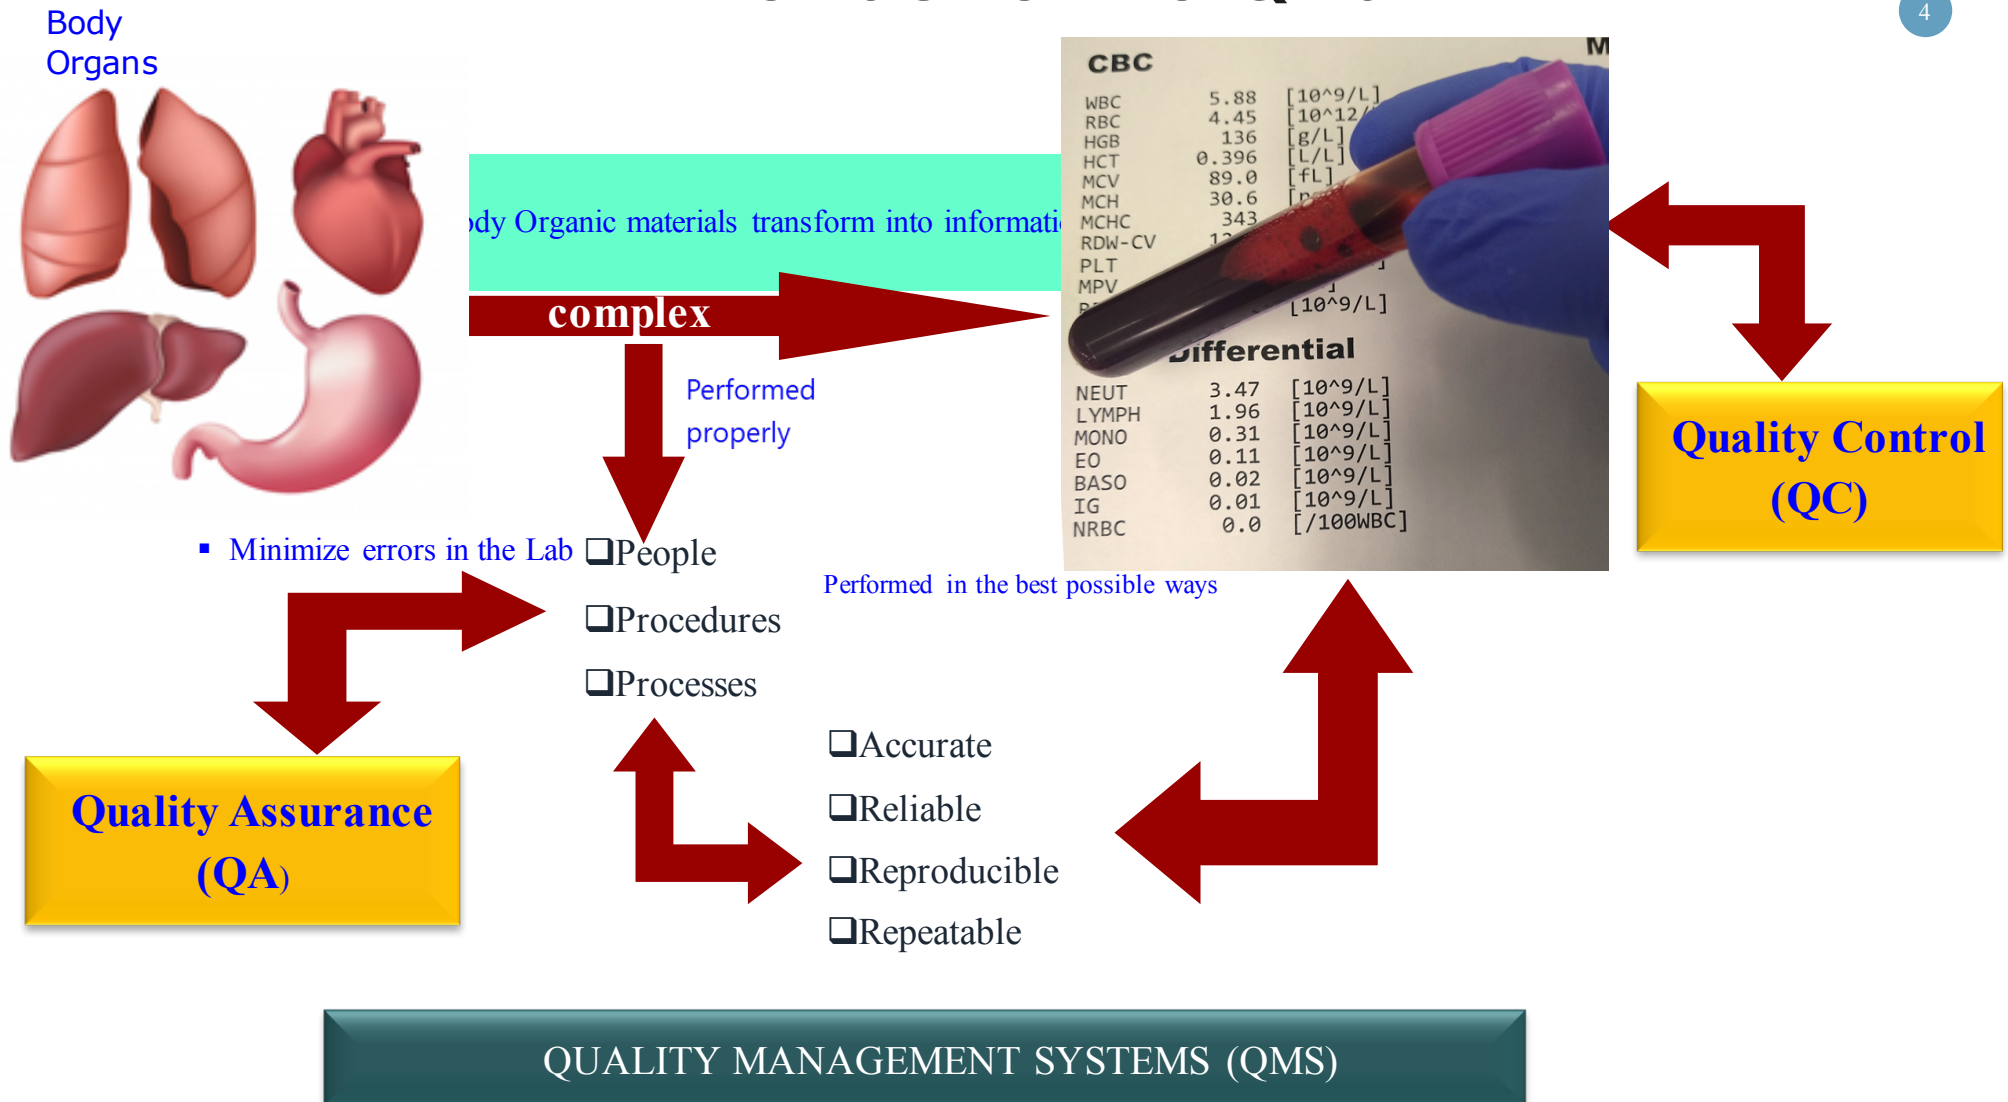 4
Body
Organs
CBC
WBC 5.88 [10^9/L]
RBC 4.45 [10^12/
HGB 136 [g/L]
HCT 0.396 [L/L]
MCV 89.0 [fL]
MCH 30.6
MCHC 343
RDW-CV
PLT
MPV
[10^9/L]
Differential
NEUT 3.47 [10^9/L]
LYMPH 1.96 [10^9/L]
MONO 0.31 [10^9/L]
EO 0.11 [10^9/L]
BASO 0.02 [10^9/L]
IG 0.01 [10^9/L]
NRBC 0.0 [/100WBC]
ody Organic materials transform into informati
complex
Performed
properly
Quality Control
(QC)
▪ Minimize errors in the Lab
❑People
❑Procedures
❑Processes
Performed in the best possible ways
Quality Assurance
(QA)
❑Accurate
❑Reliable
❑Reproducible
❑Repeatable
QUALITY MANAGEMENT SYSTEMS (QMS)